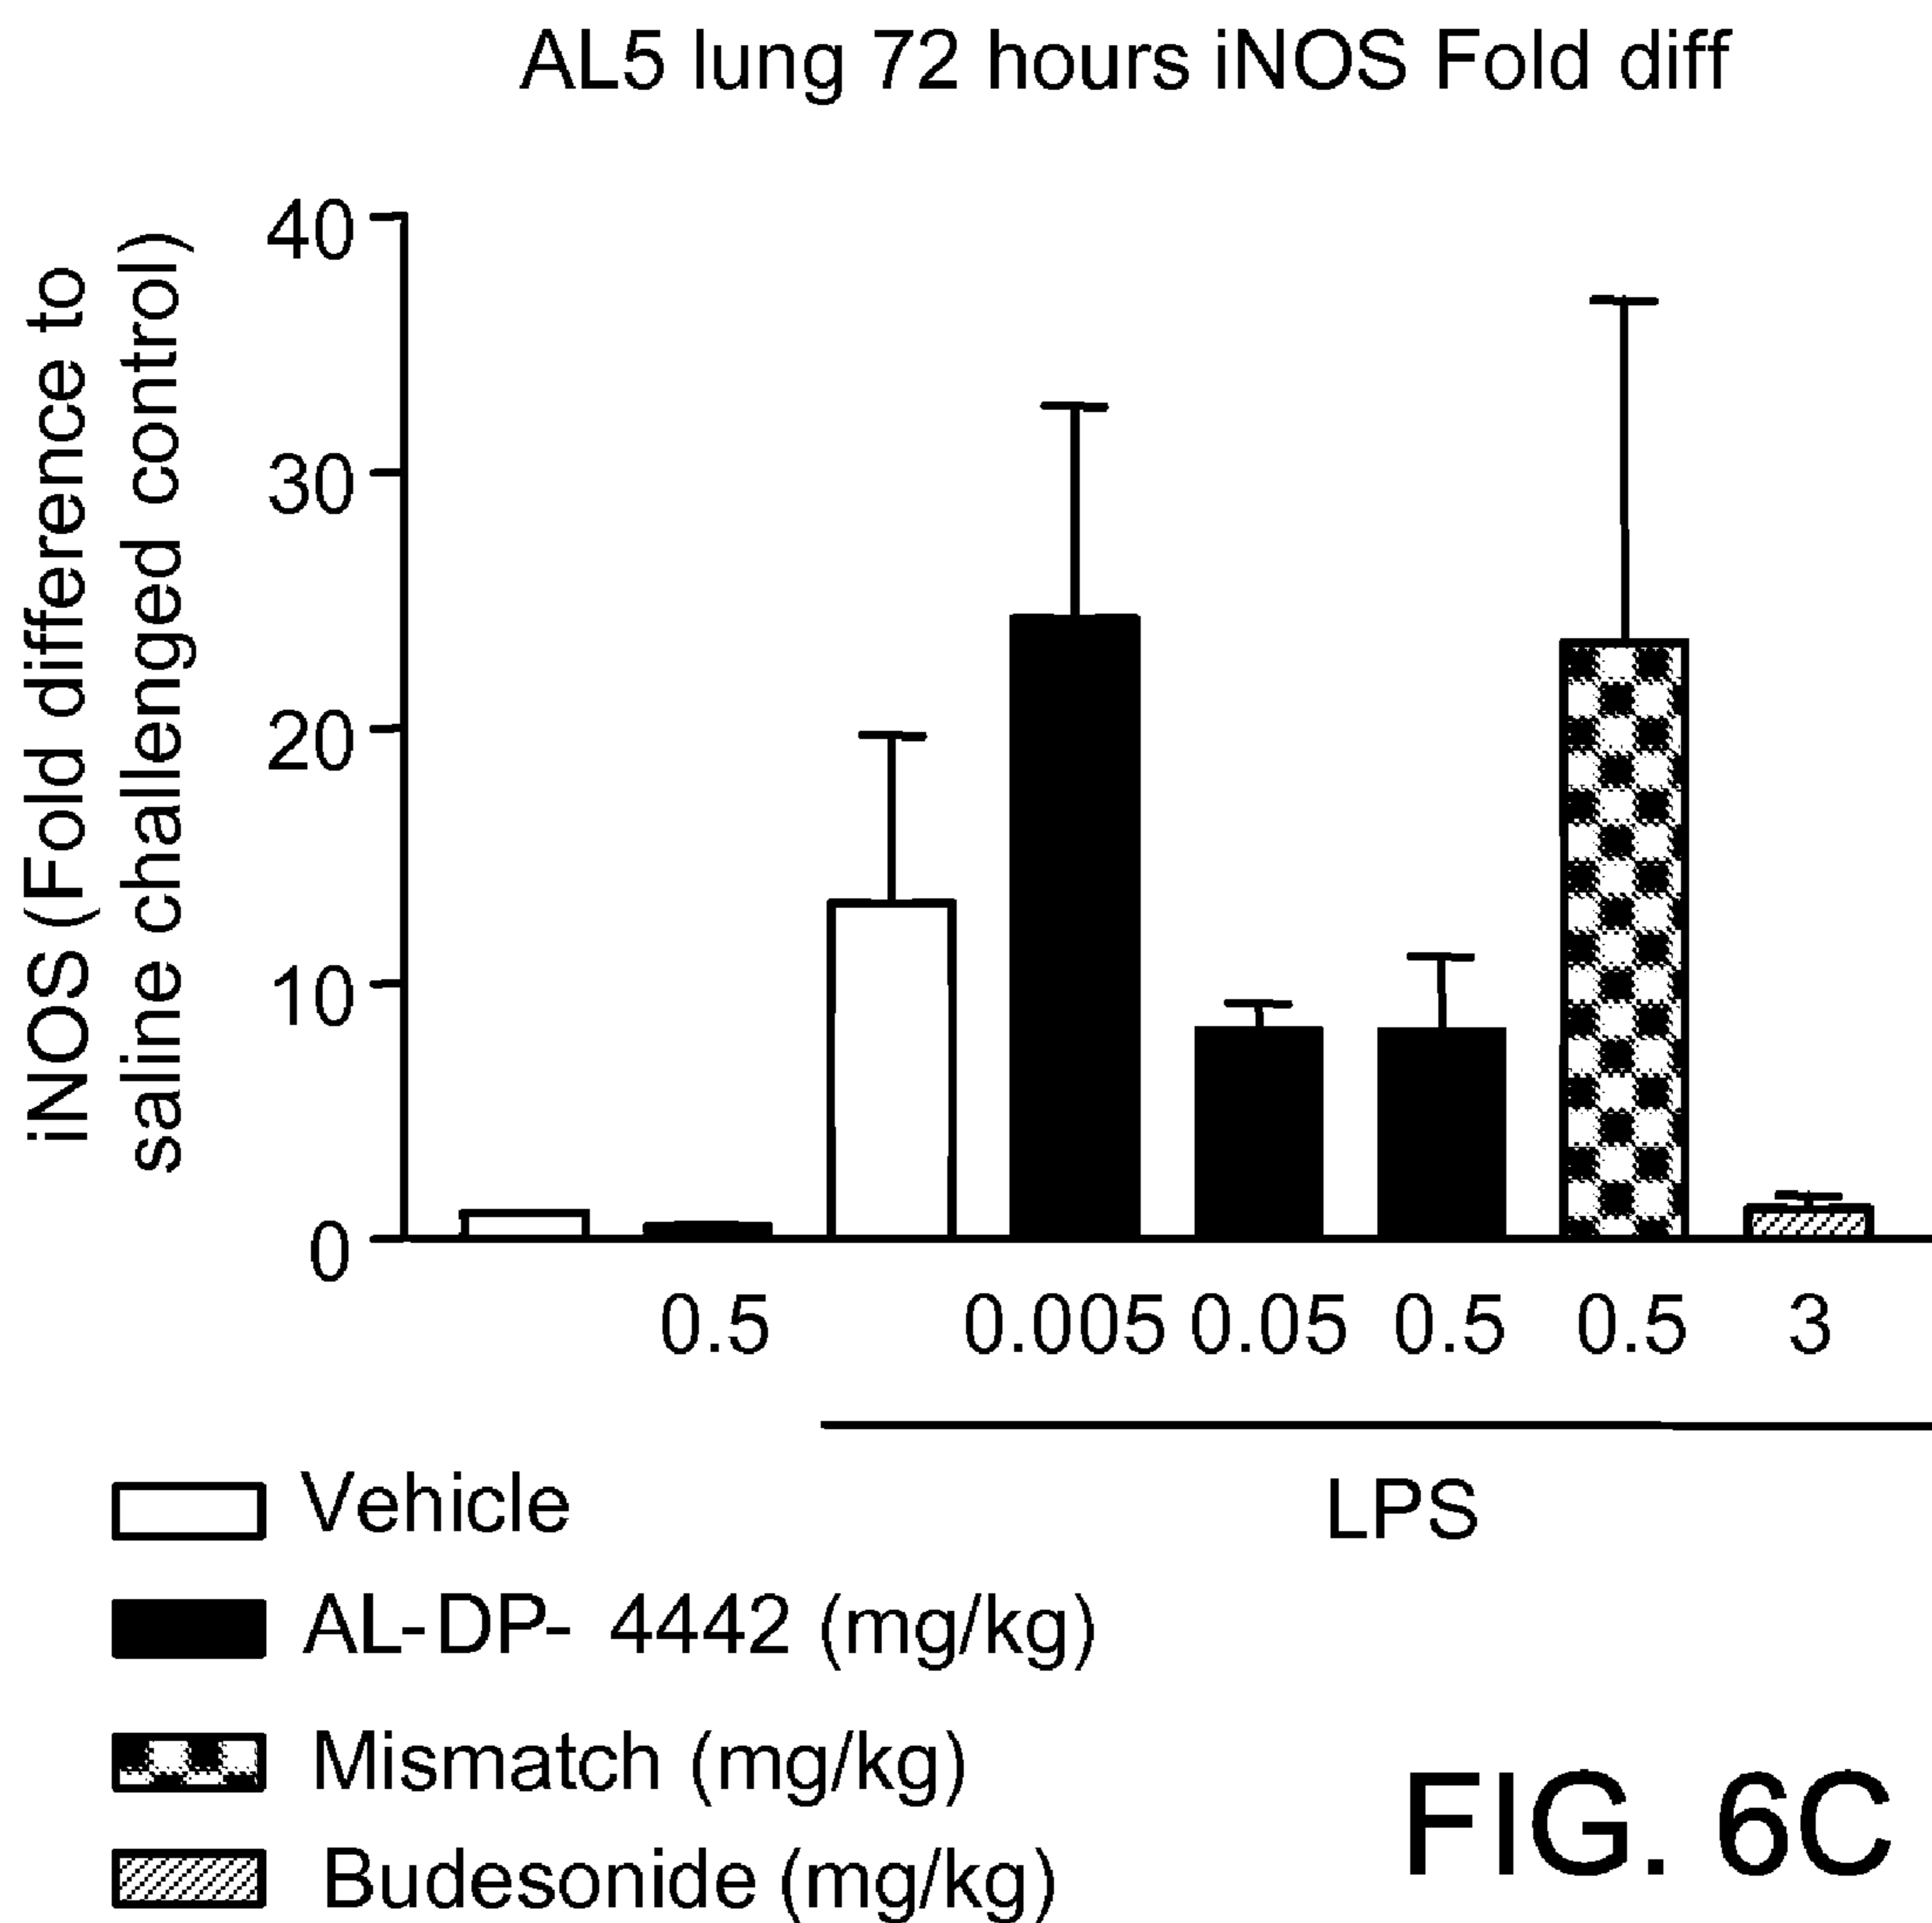 AL5 lung 72 hours iNOS Fold diff
iNOS (Fold difference to
saline challenged control)
40
30
20
10
0
0.5 0.005 0.05 0.5 0.5 3
LPS
Vehicle
AL-DP- 4442 (mg/kg)
Mismatch (mg/kg)
Budesonide (mg/kg)
FIG. 6C